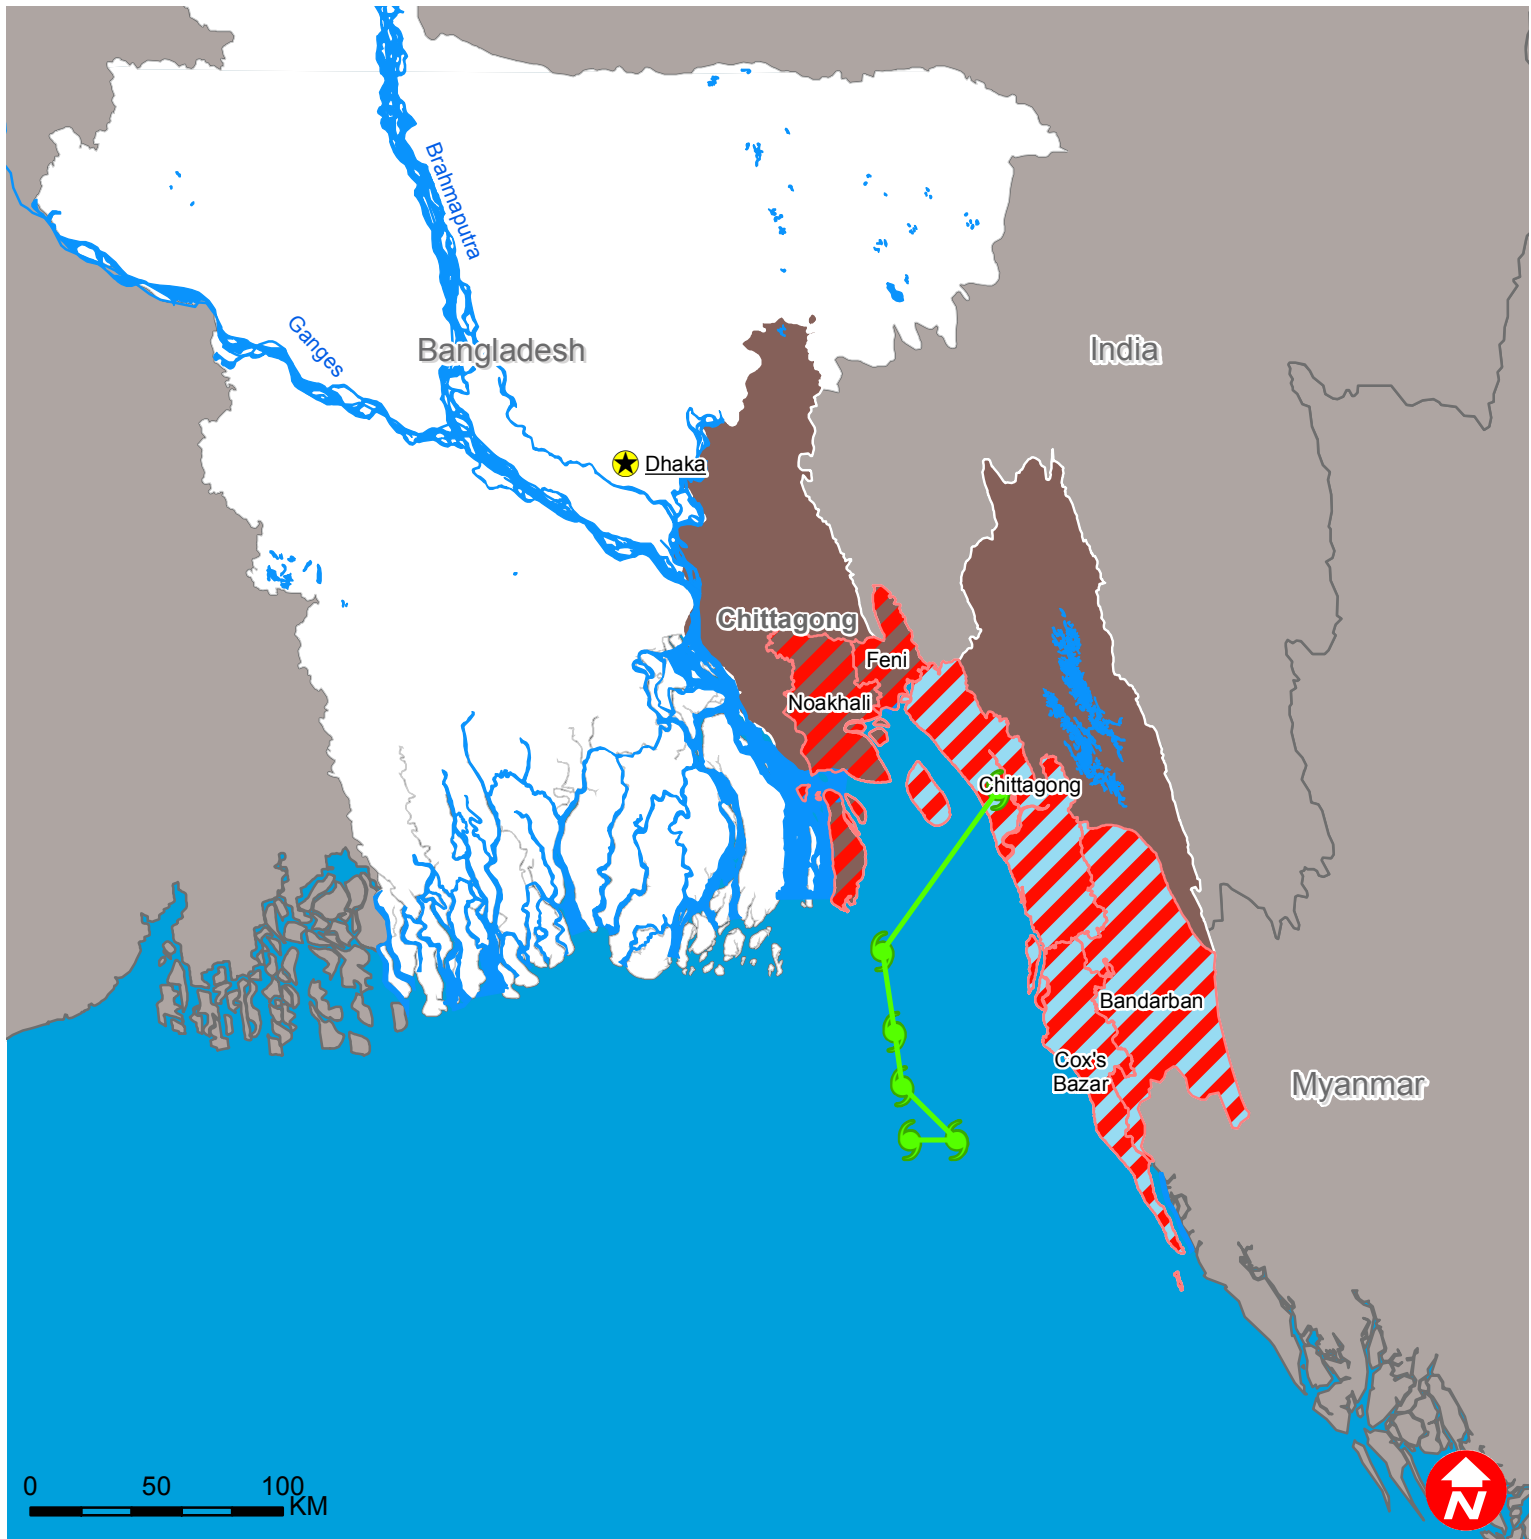 Brahmaputra
Ganges
Bangladesh
India
Dhaka
Chittagong
Feni
Noakhali
Chittagong
Bandarban
Cox's
Bazar
Myanmar
0 50 100
KM
N